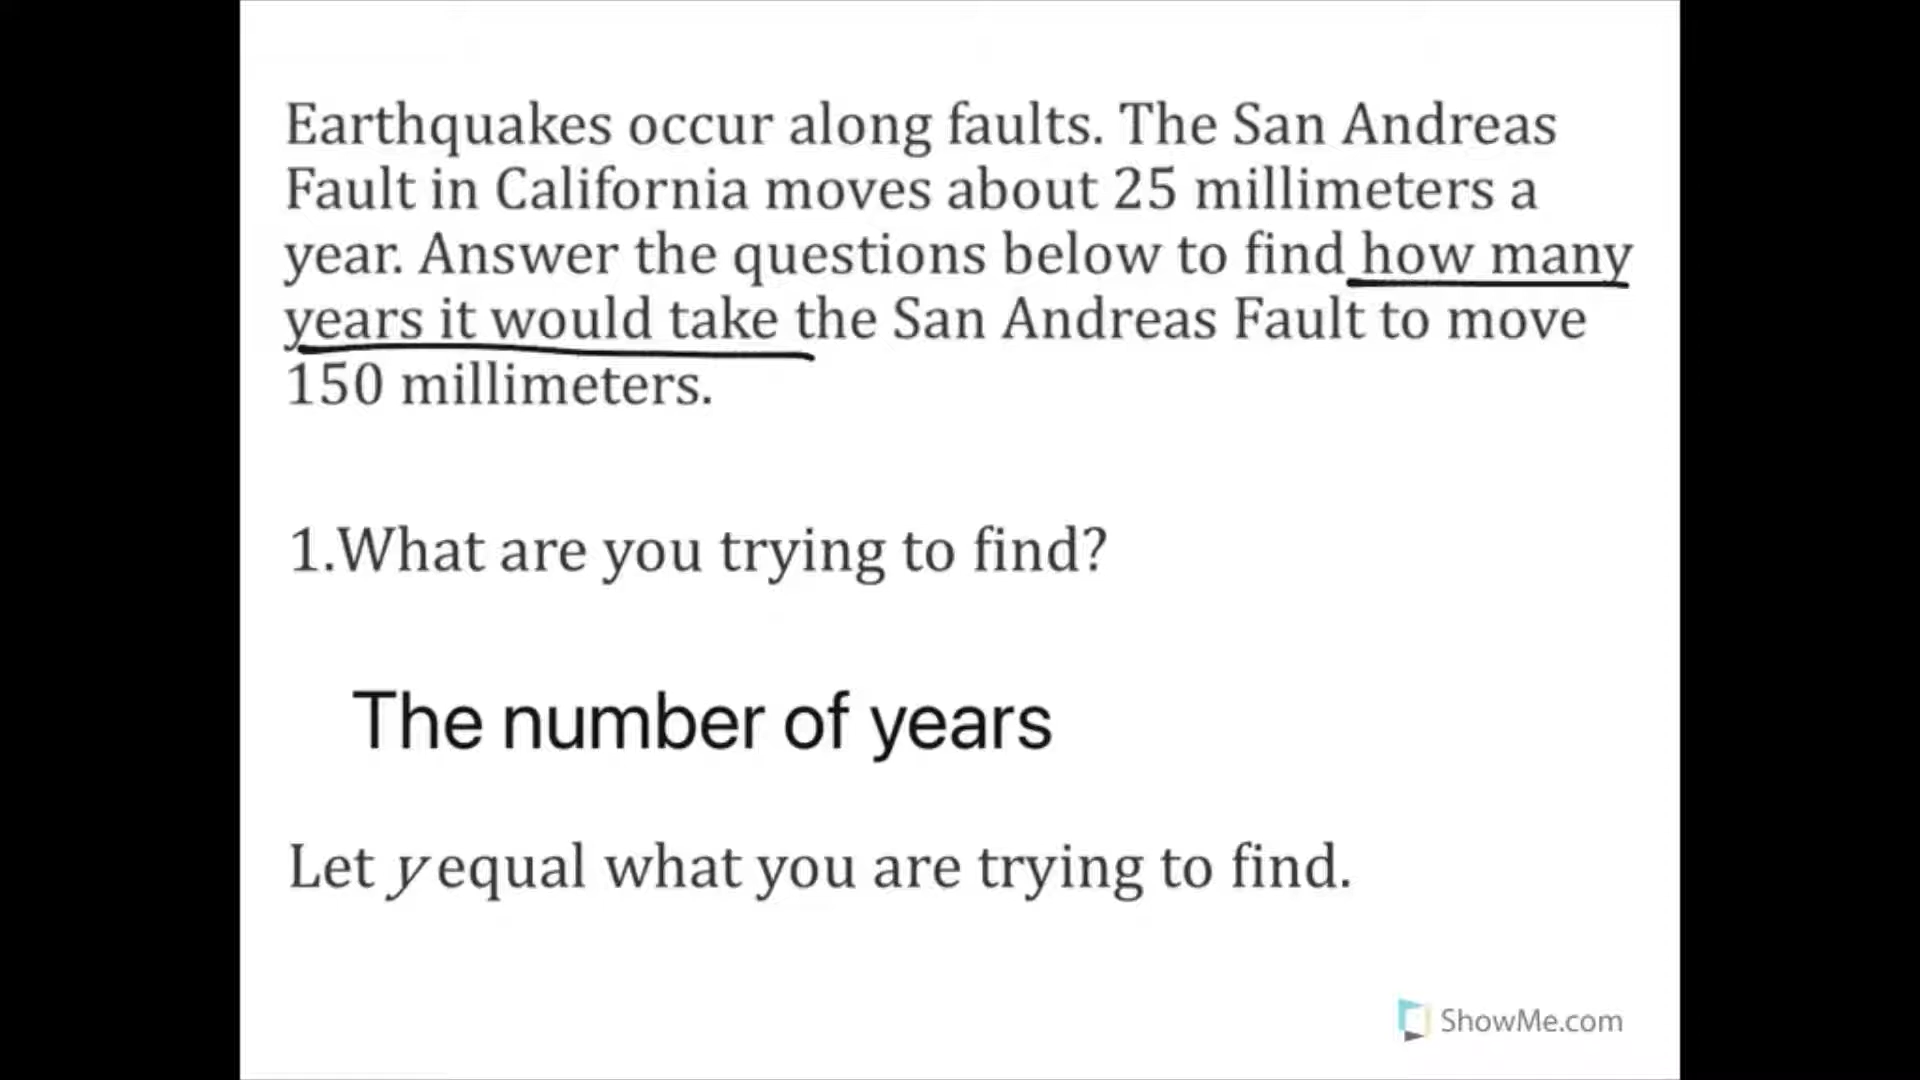 Earthquakes occur along faults. The San Andreas
Fault in California moves about 25 millimeters a
year. Answer the questions below to find how many
years it would take the San Andreas Fault to move
150 millimeters.
1.What are you trying to find?
The number of years
Let y equal what you are trying to find.
ShowMe.com